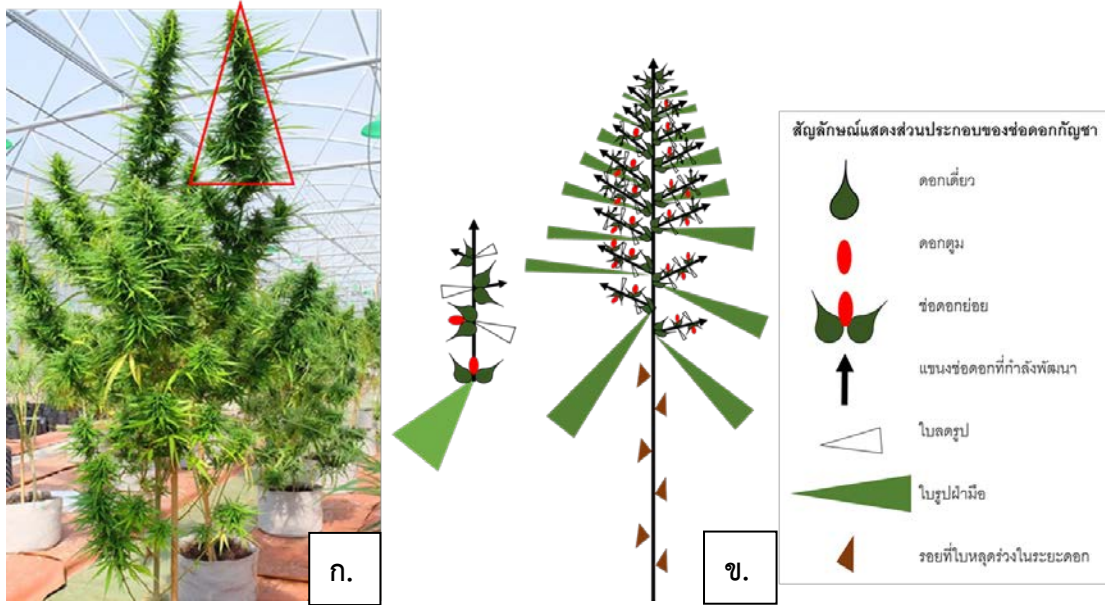 สัญลักษณ์แสดงส่วนประกอบของช่อดอกกัญชา
ดอกเดี่ยว
ดอกตูม
ช่อดอกย่อย
แขนงช่อดอกที่กำลังพัฒนา
ใบลดรูป
ใบรูปฝ่ามือ
รอยที่ใบหลุดร่วงในระยะดอก
ก.
ข.